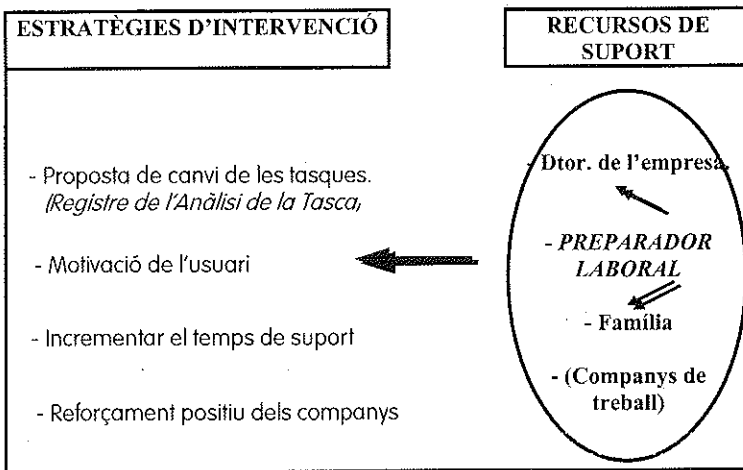 ESTRATÈGIES D'INTERVENCIÓ
- Proposta de canvi de les tasques.
(Registre de l'Anàlisi de la Tasca)
- Motivació de l'usuari
- Incrementar el temps de suport
- Reforçament positiu dels companys
RECURSOS DE
SUPORT
- Dtor. de l'empresa.
- PREPARADOR
LABORAL
- Família
- (Companys de
treball)